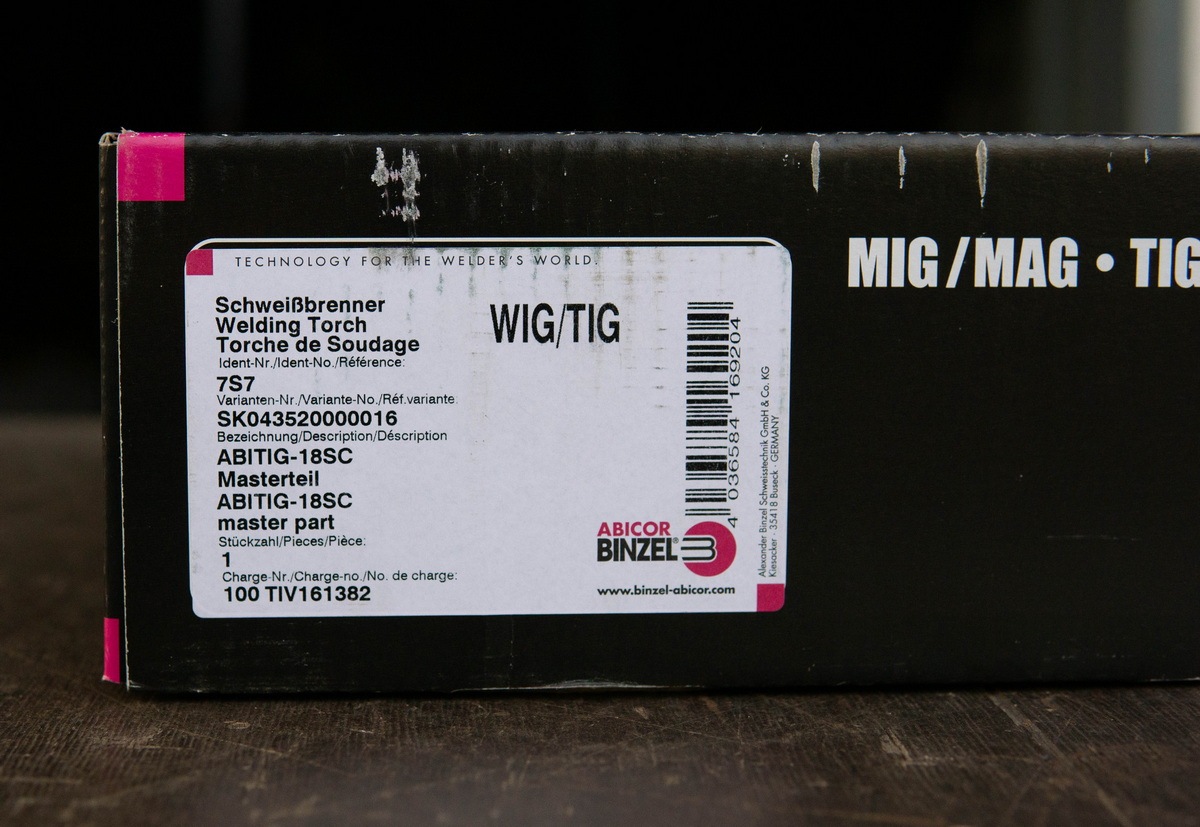 TECHNOLOGY FOR THE WELDER'S WORLD.
Schweißbrenner
Welding Torch
Torche de Soudage
WIG/TIG
Ident-Nr./Ident-No./Référence:
7S7
Varianten-Nr./Variante-No./Réf.variante:
SK043520000016
Bezeichnung/Description/Déscription
ABITIG-18SC
Masterteil
ABITIG-18SC
master part
Stückzahl/Pieces/Pièce:
1
Charge-Nr./Charge-no./No. de charge:
100 TIV161382
4 036584 169204
Alexander Binzel Schweisstechnik GmbH & Co. KG
Kiesacker · 35418 Buseck · GERMANY
ABICOR
BINZEL®
www.binzel-abicor.com
MIG/MAG • TIG